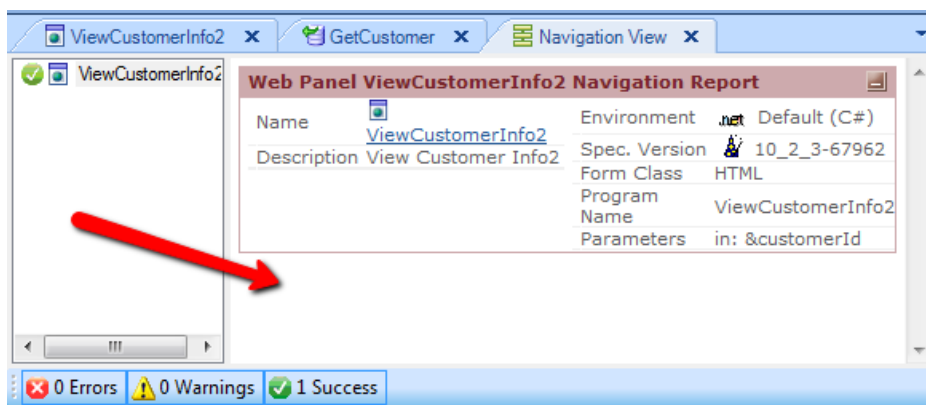 ViewCustomerInfo2 GetCustomer Navigation View
ViewCustomerInfo2
Web Panel ViewCustomerInfo2 Navigation Report
Name ViewCustomerInfo2
Description View Customer Info2
Environment .net Default (C#)
Spec. Version 10_2_3-67962
Form Class HTML
Program Name ViewCustomerInfo2
Parameters in: &customerId
0 Errors 0 Warnings 1 Success